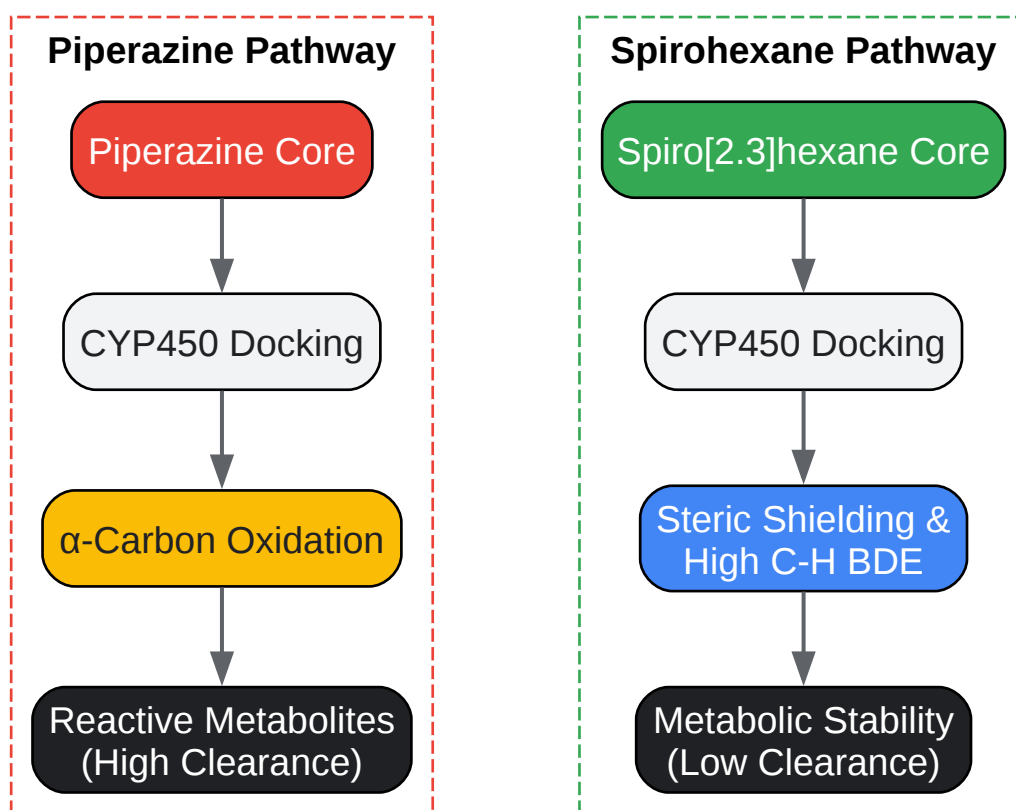 Piperazine Pathway
Piperazine Core
CYP450 Docking
α-Carbon Oxidation
Reactive Metabolites
(High Clearance)
Spirohexane Pathway
Spiro[2.3]hexane Core
CYP450 Docking
Steric Shielding &
High C-H BDE
Metabolic Stability
(Low Clearance)